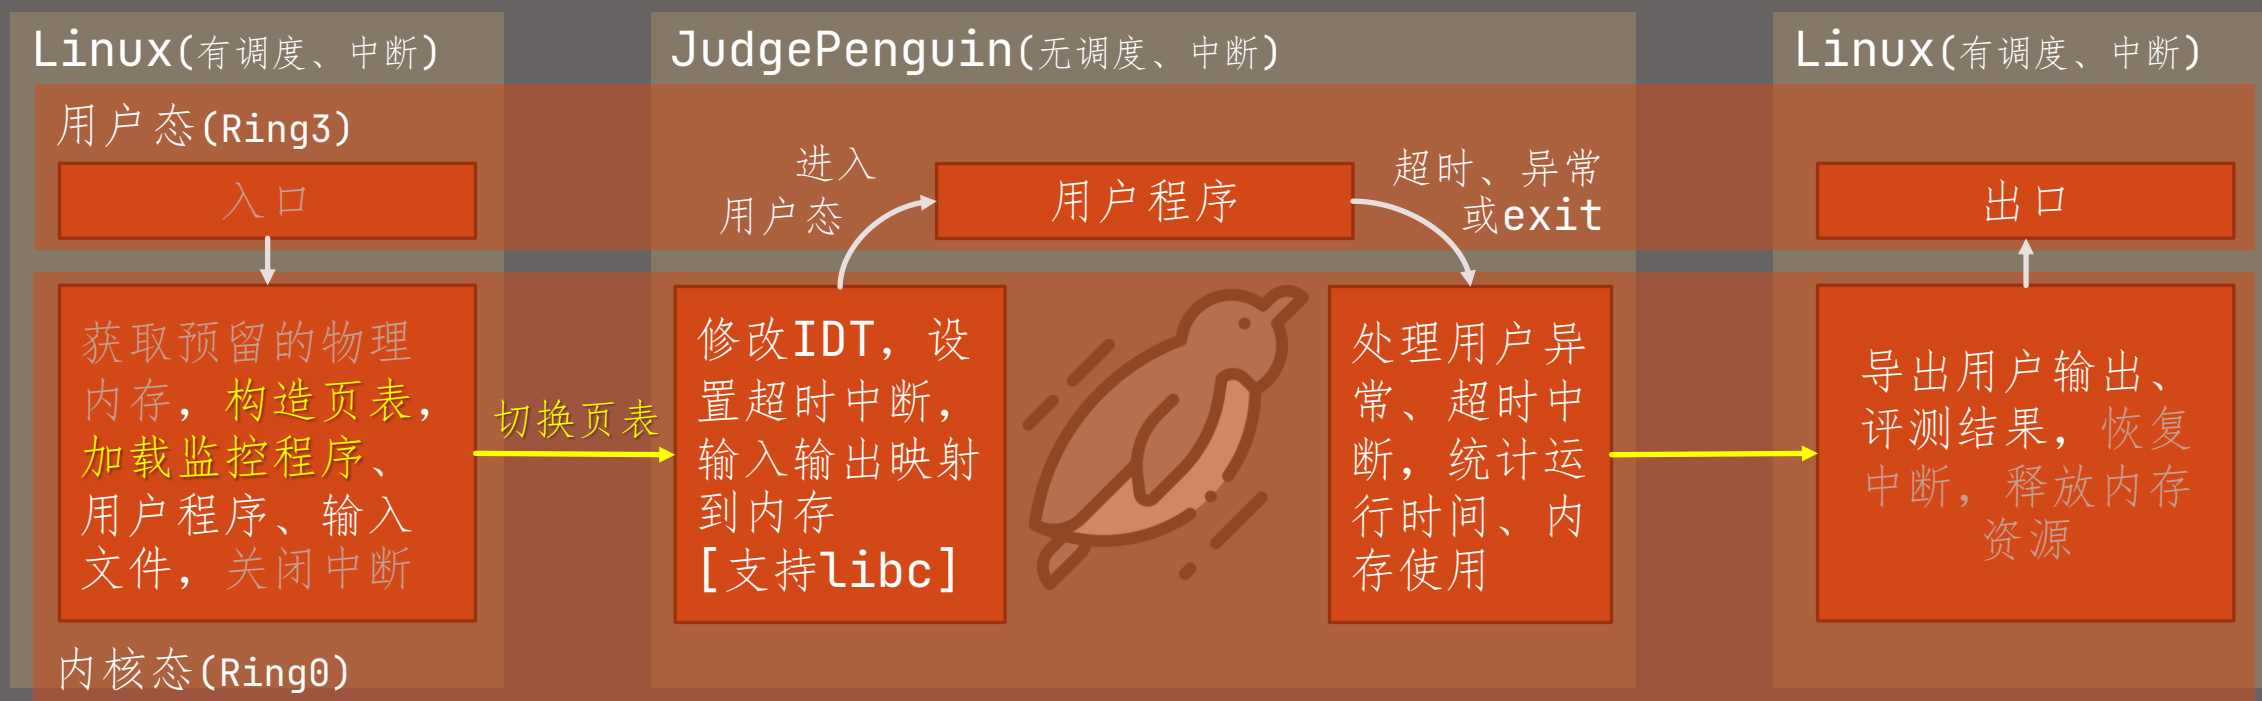 Linux(有调度、中断)
用户态(Ring3)
入口
获取预留的物理
内存，构造页表，
加载监控程序、
用户程序、输入
文件，关闭中断
内核态(Ring0)
切换页表
JudgePenguin(无调度、中断)
进入
用户态
用户程序
超时、异常
或exit
修改IDT，设
置超时中断，
输入输出映射
到内存
[支持libc]
处理用户异
常、超时中
断，统计运
行时间、内
存使用
Linux(有调度、中断)
出口
导出用户输出、
评测结果，恢复
中断，释放内存
资源